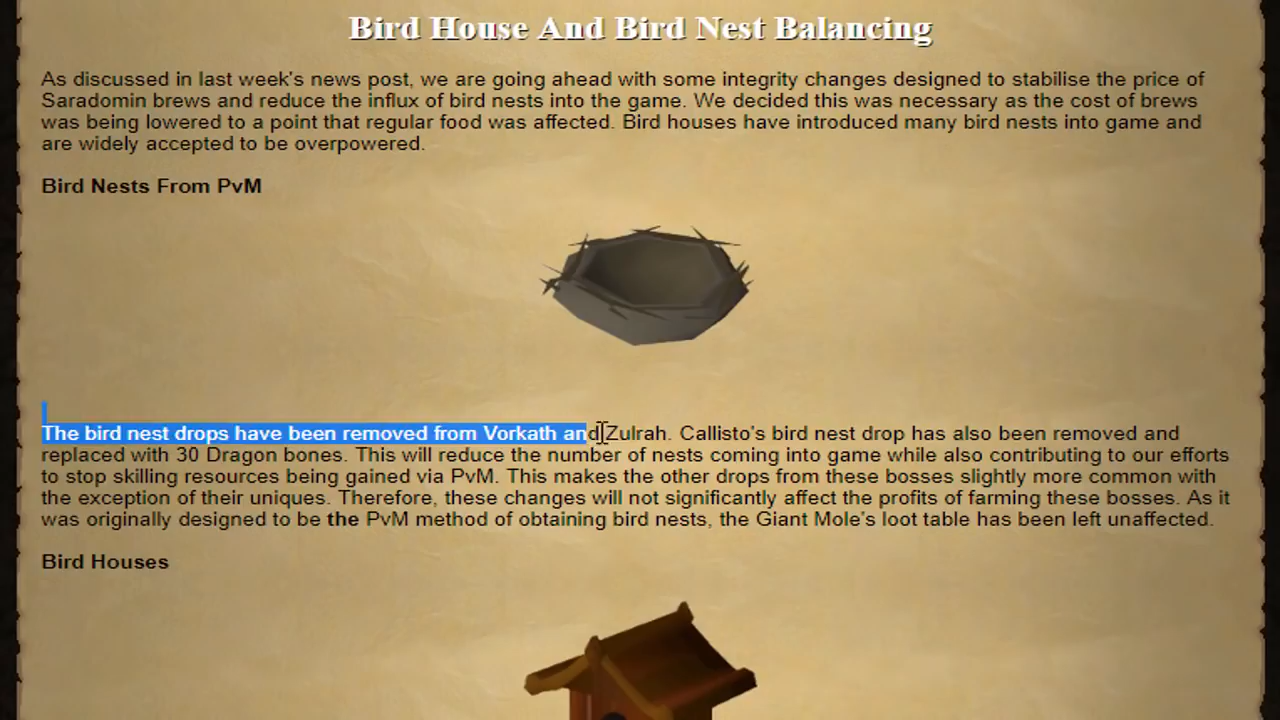 Bird House And Bird Nest Balancing
As discussed in last week's news post, we are going ahead with some integrity changes designed to stabilise the price of
Saradomin brews and reduce the influx of bird nests into the game. We decided this was necessary as the cost of brews
was being lowered to a point that regular food was affected. Bird houses have introduced many bird nests into game and
are widely accepted to be overpowered.
Bird Nests From PvM
The bird nest drops have been removed from Vorkath and Zulrah. Callisto's bird nest drop has also been removed and
replaced with 30 Dragon bones. This will reduce the number of nests coming into game while also contributing to our efforts
to stop skilling resources being gained via PvM. This makes the other drops from these bosses slightly more common with
the exception of their uniques. Therefore, these changes will not significantly affect the profits of farming these bosses. As it
was originally designed to be the PvM method of obtaining bird nests, the Giant Mole's loot table has been left unaffected.
Bird Houses